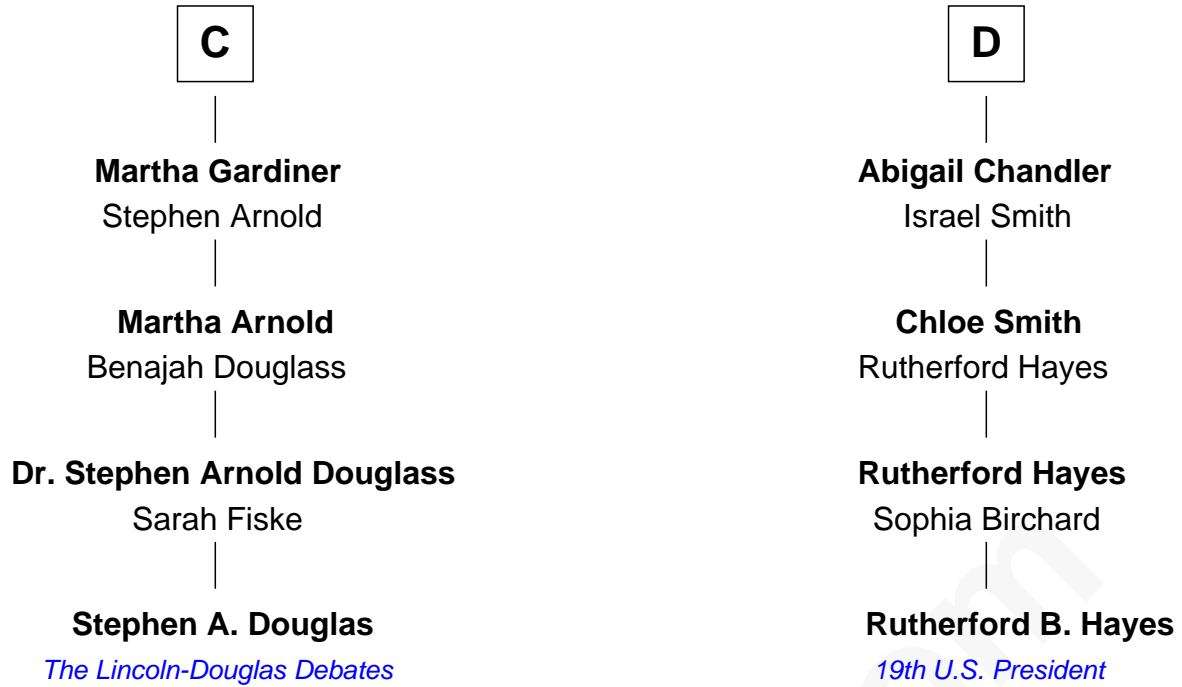 C
Martha Gardiner
Stephen Arnold
Martha Arnold
Benajah Douglass
Dr. Stephen Arnold Douglass
Sarah Fiske
Stephen A. Douglas
The Lincoln-Douglas Debates
D
Abigail Chandler
Israel Smith
Chloe Smith
Rutherford Hayes
Rutherford Hayes
Sophia Birchard
Rutherford B. Hayes
19th U.S. President